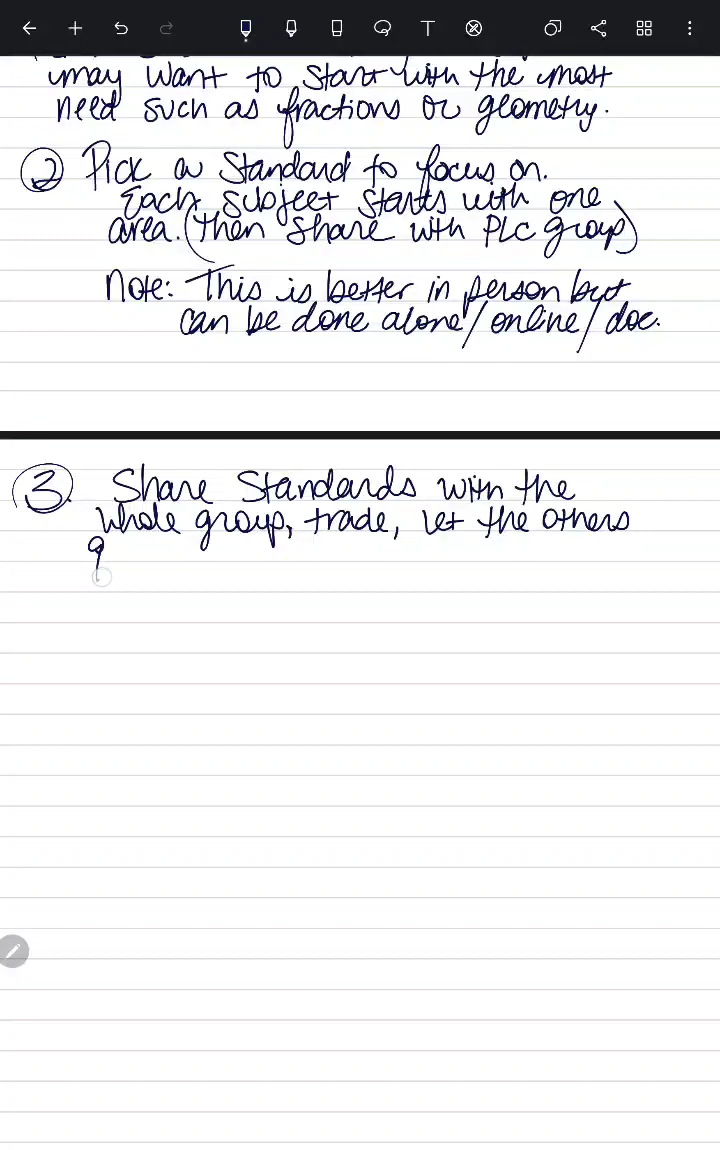 may want to start with the most
need such as fractions or geometry.
② Pick a Standard to focus on.
Each subject starts with one
area. (Then share with PLC group)
Note: This is better in person but
can be done alone/online/doc.
③. Share Standards with the
whole group, trade, let the others